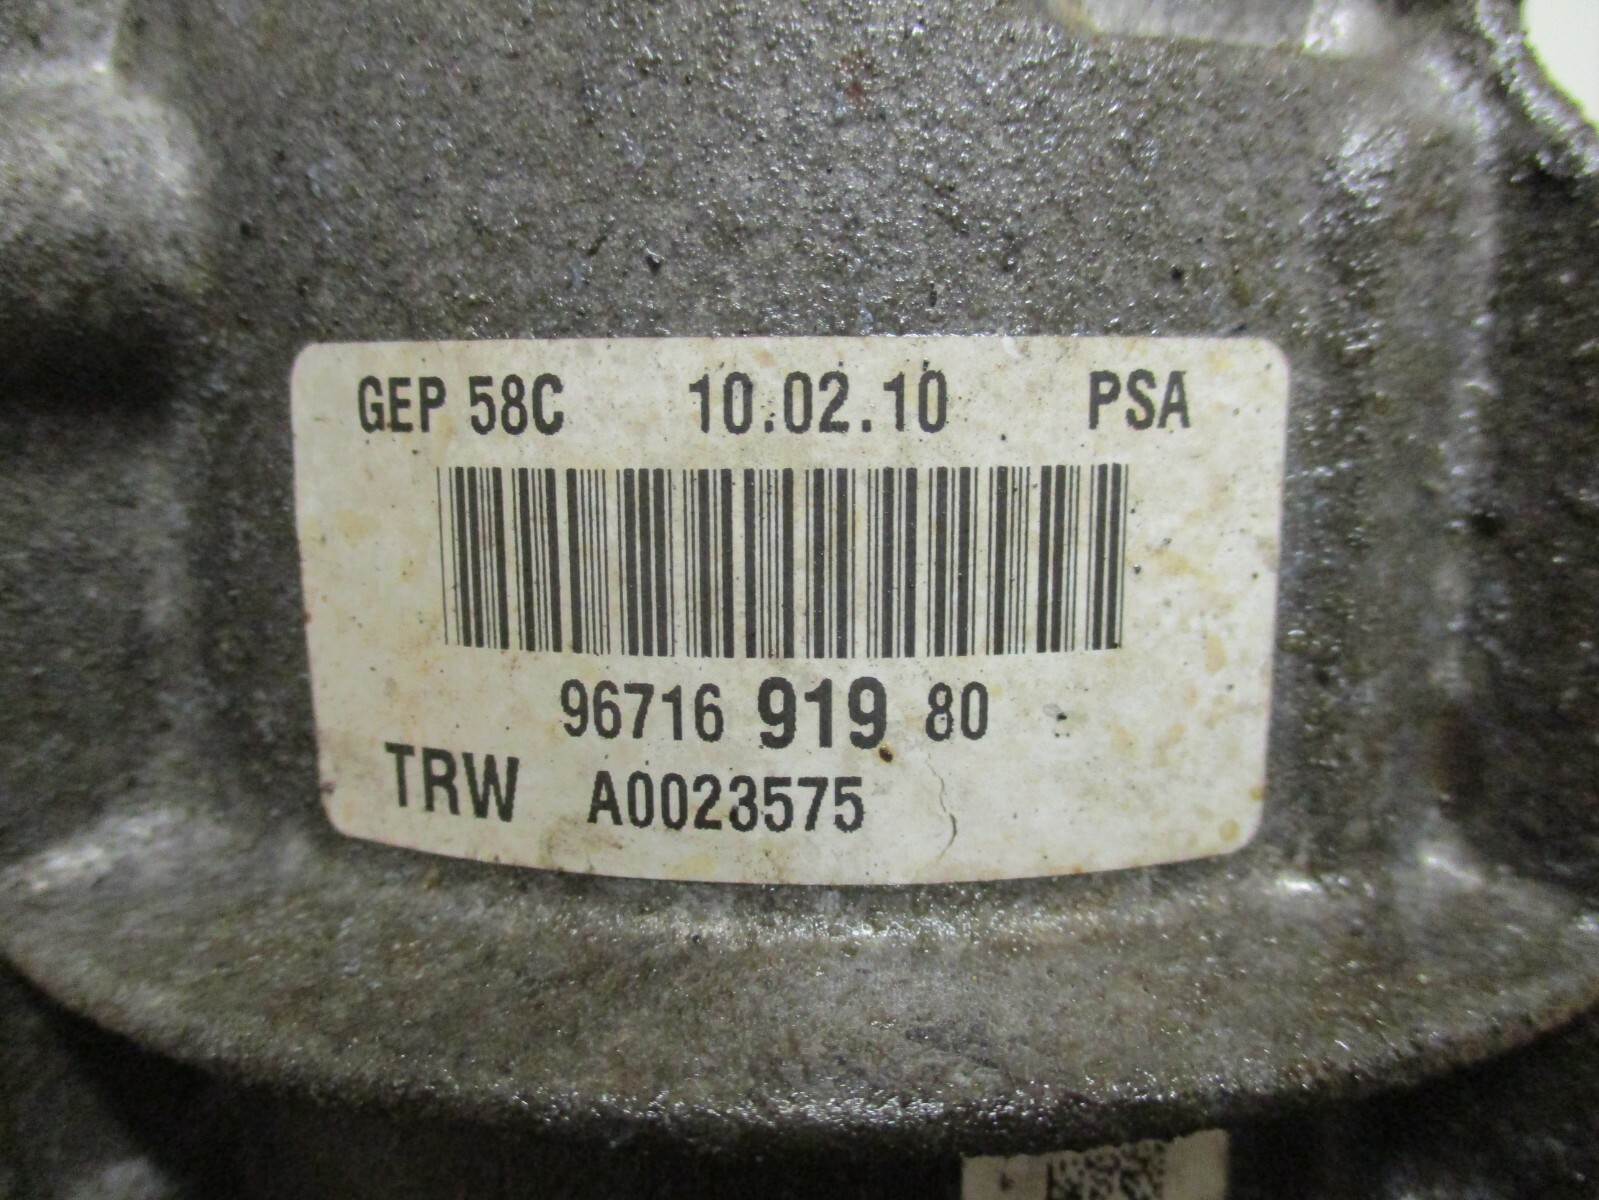 GEP 58C 10.02.10 PSA
96716 919 80
TRW A0023575